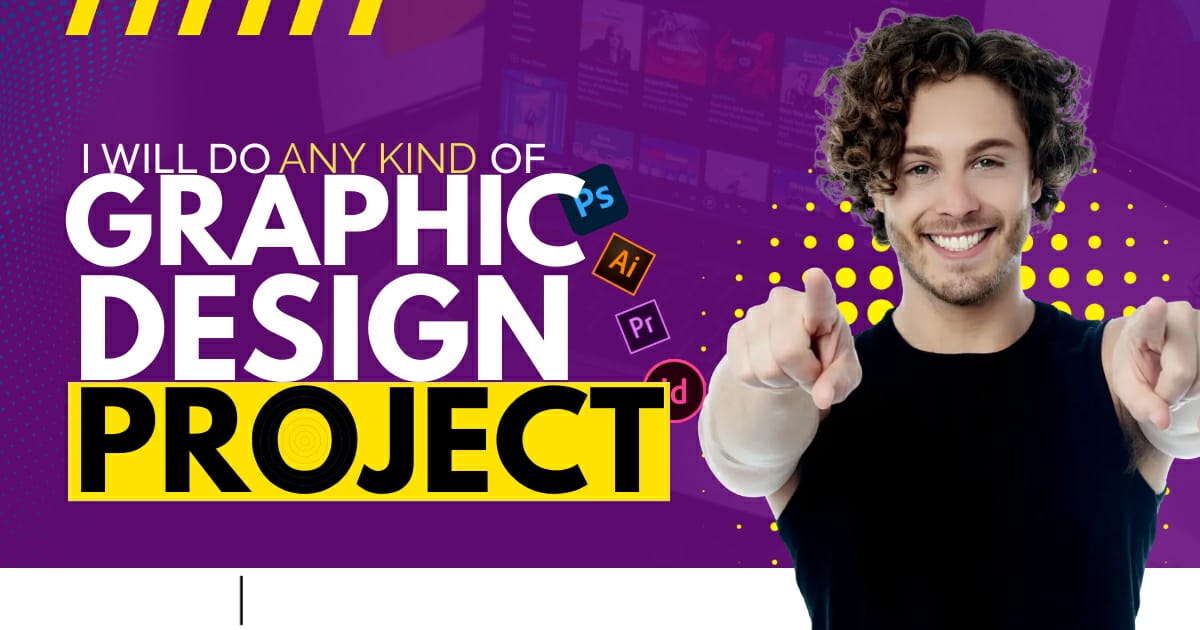 I WILL DO ANY KIND OF
GRAPHIC
DESIGN
PROJECT
Ps
Ai
Pr
Id